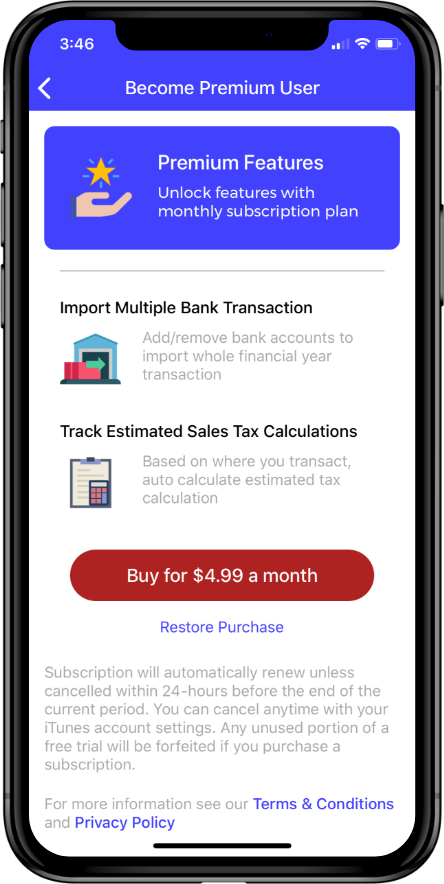 3:46
Become Premium User
Premium Features
Unlock features with
monthly subscription plan
Import Multiple Bank Transaction
Add/remove bank accounts to
import whole financial year
transaction
Track Estimated Sales Tax Calculations
Based on where you transact,
auto calculate estimated tax
calculation
Buy for $4.99 a month
Restore Purchase
Subscription will automatically renew unless
cancelled within 24-hours before the end of the
current period. You can cancel anytime with your
iTunes account settings. Any unused portion of a
free trial will be forfeited if you purchase a
subscription.
For more information see our Terms & Conditions
and Privacy Policy